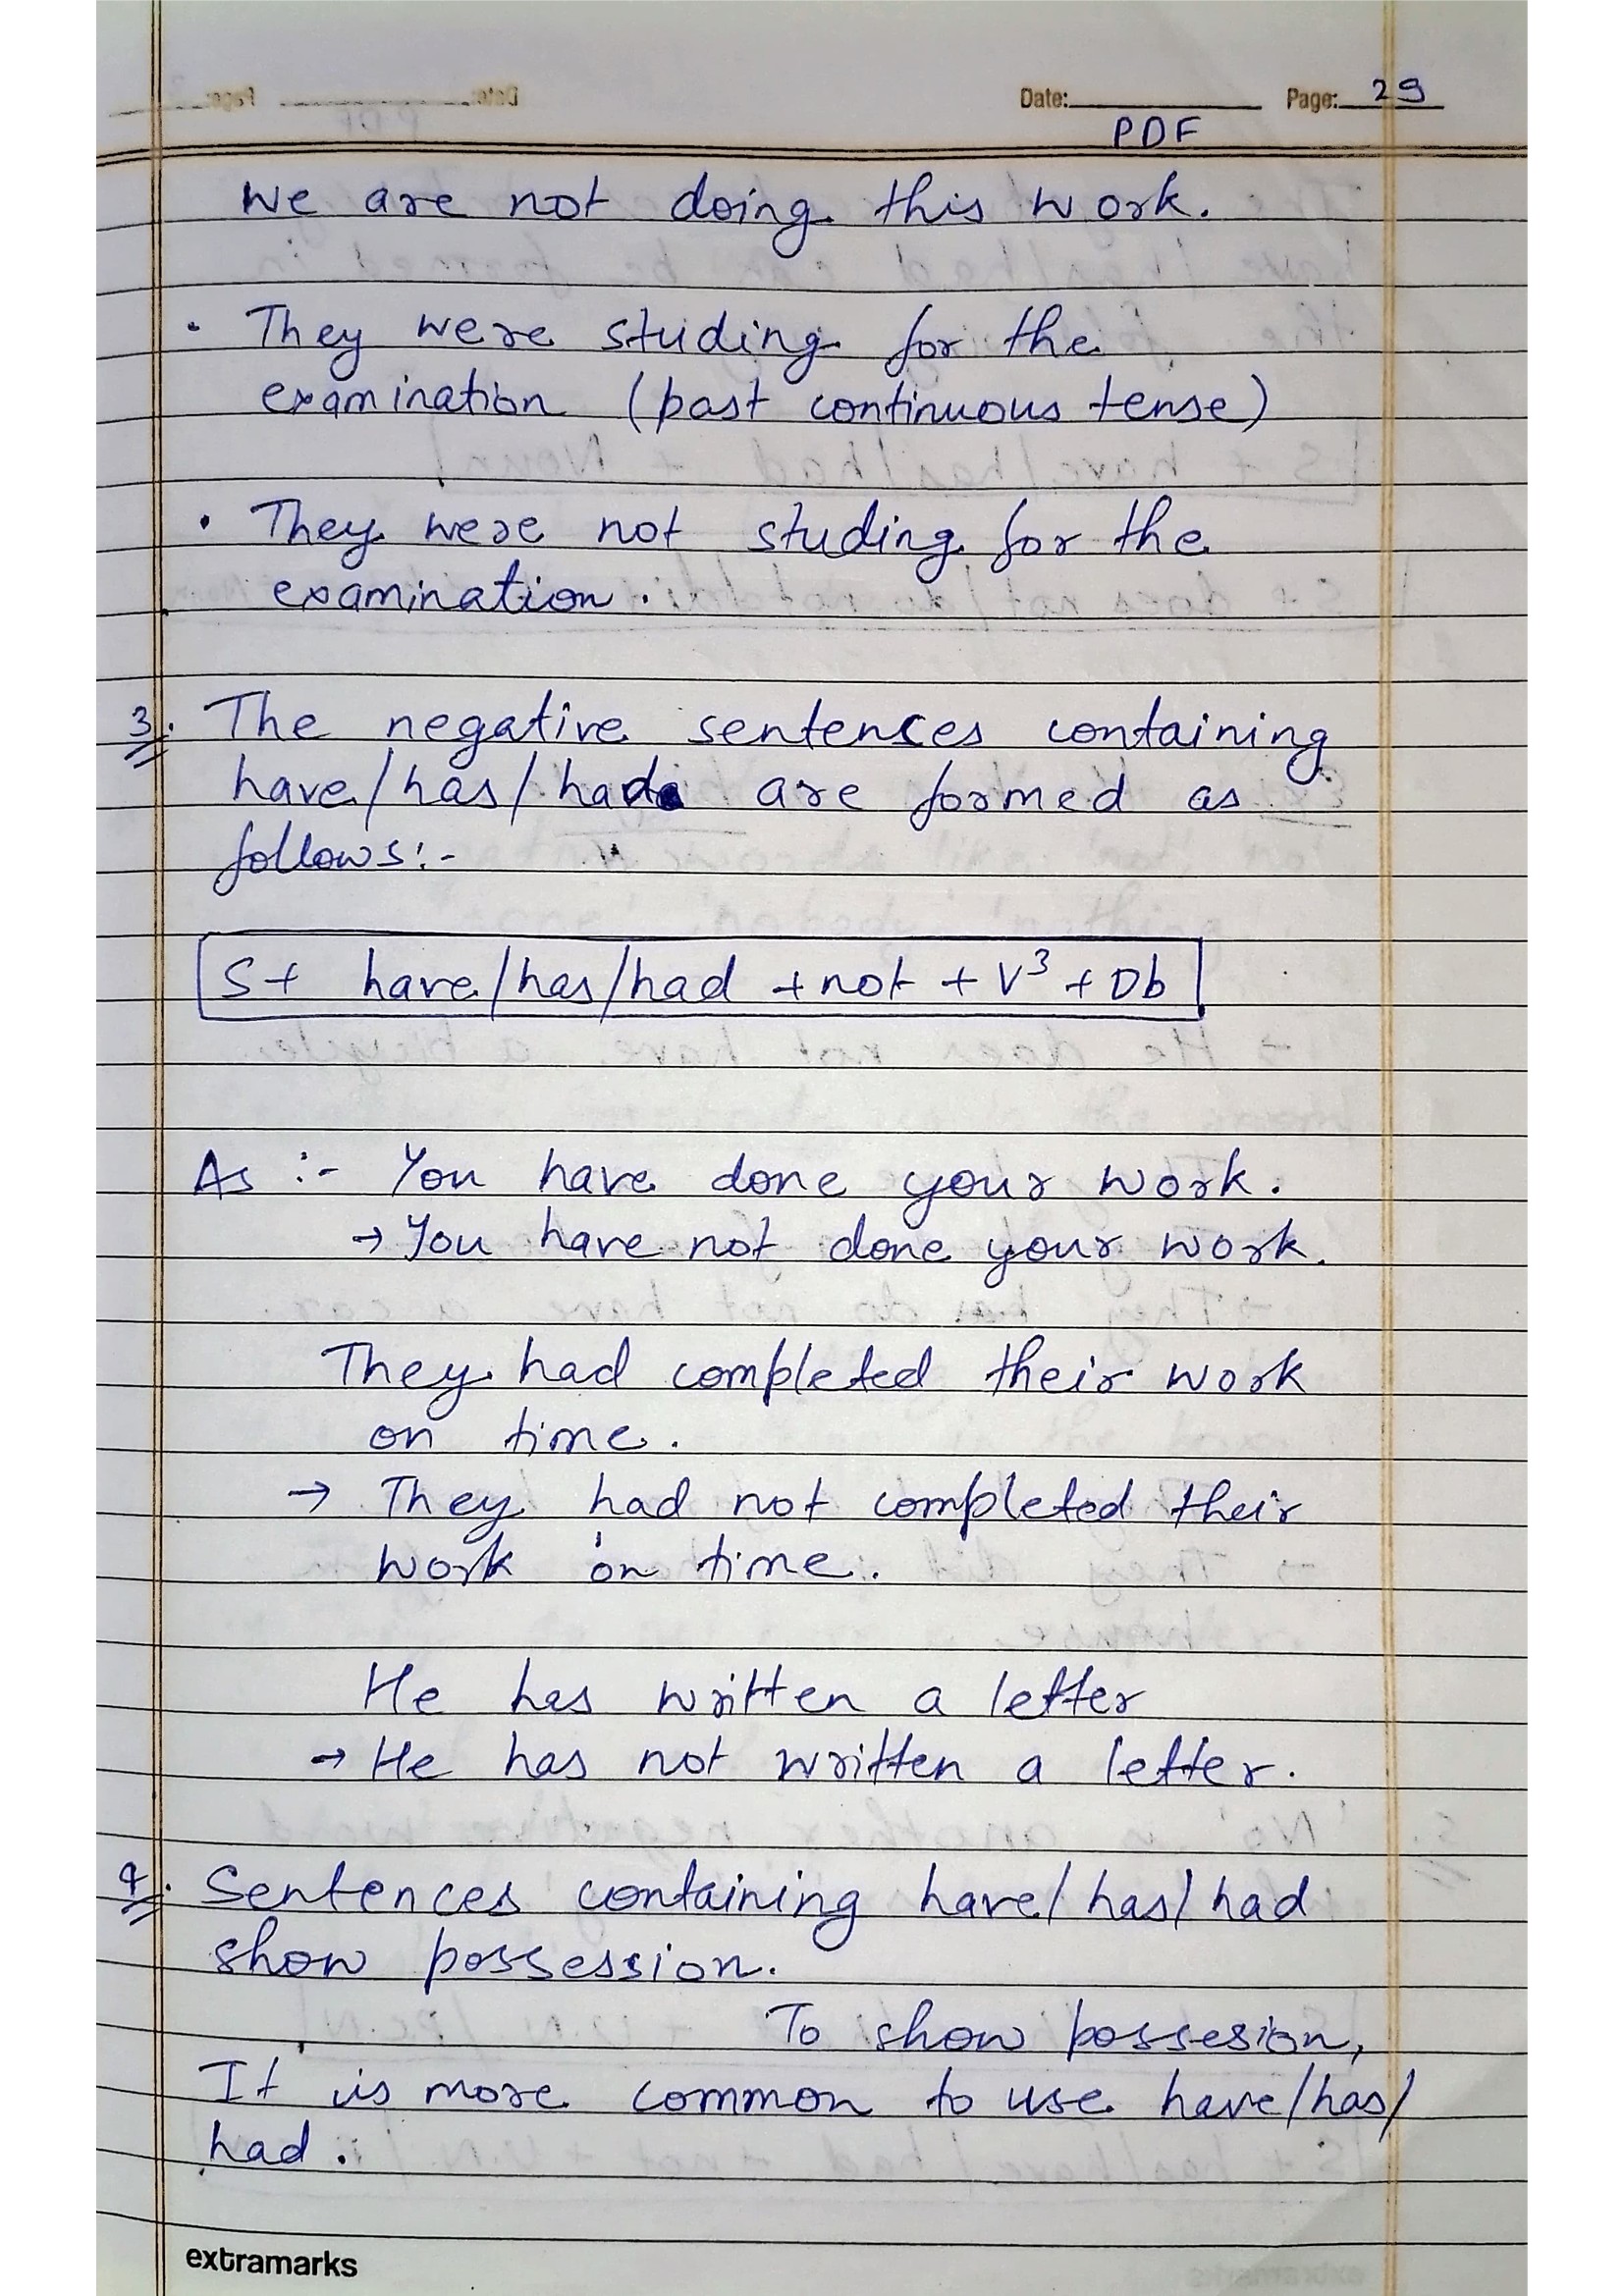 Date: Page: 29
PDF
We are not doing this work.
• They were studing for the
examination (past continuous tense)
• They were not studing for the
examination.
3. The negative sentences containing
have/has/had are formed as
follows:-
S+ have/has/had +not + V³ + Ob
As :- You have done your work.
→ You have not done your work.
They had completed their work
on time.
→ They had not completed their
work on time.
He has written a letter
→ He has not written a letter.
4. Sentences containing have/has/had
show possession.
To show possesion,
It is more common to use have/has/
had.
extramarks